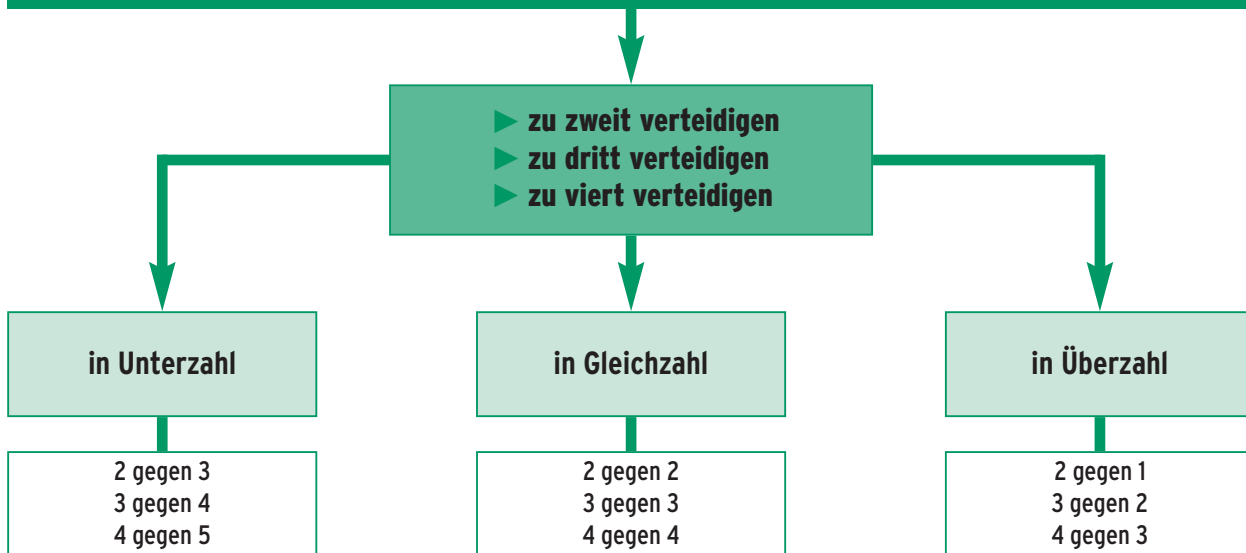 ▶ zu zweit verteidigen
▶ zu dritt verteidigen
▶ zu viert verteidigen
in Unterzahl
in Gleichzahl
in Überzahl
2 gegen 3
3 gegen 4
4 gegen 5
2 gegen 2
3 gegen 3
4 gegen 4
2 gegen 1
3 gegen 2
4 gegen 3